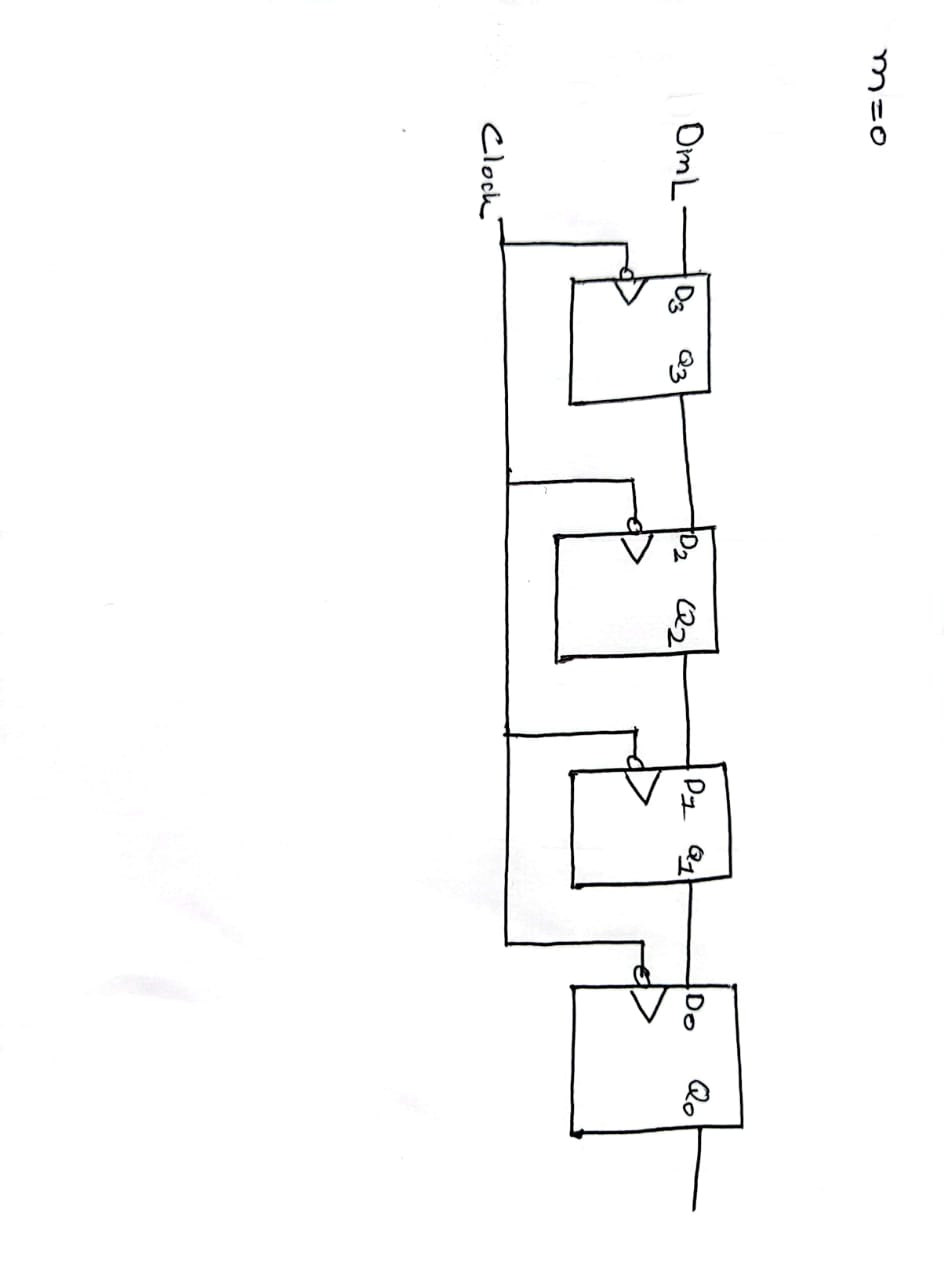 m=0
DmL
D3 Q3
D2 Q2
D1 Q1
D0 Q0
Clock